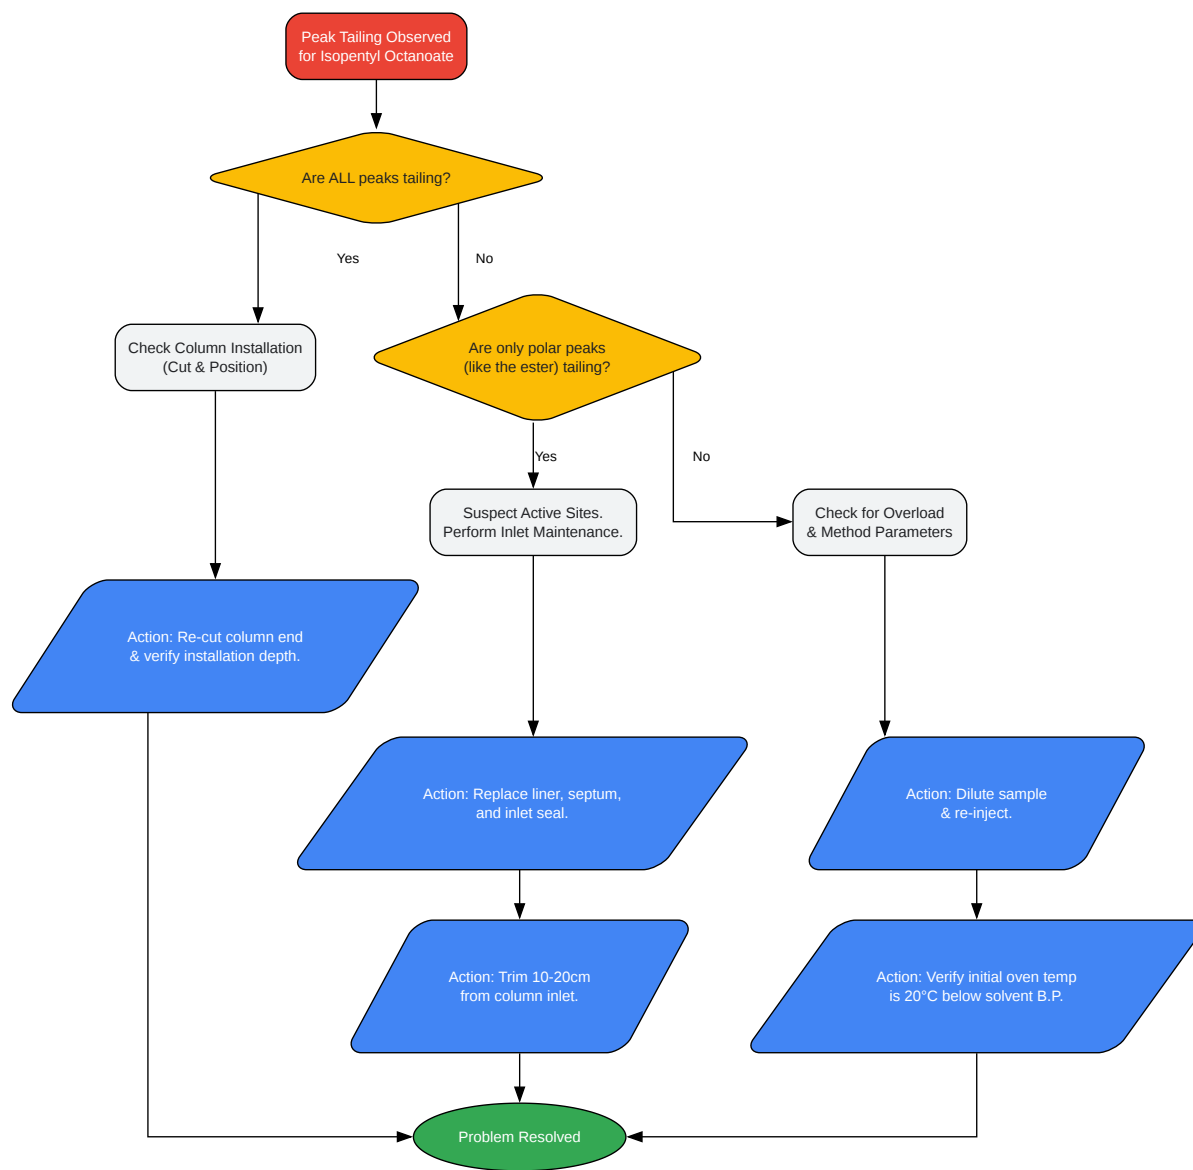 Peak Tailing Observed
for Isopentyl Octanoate
Are ALL peaks tailing?
Yes
No
Check Column Installation
(Cut & Position)
Are only polar peaks
(like the ester) tailing?
Yes
No
Suspect Active Sites.
Perform Inlet Maintenance.
Check for Overload
& Method Parameters
Action: Re-cut column end
& verify installation depth.
Action: Replace liner, septum,
and inlet seal.
Action: Dilute sample
& re-inject.
Action: Trim 10-20cm
from column inlet.
Action: Verify initial oven temp
is 20°C below solvent B.P.
Problem Resolved